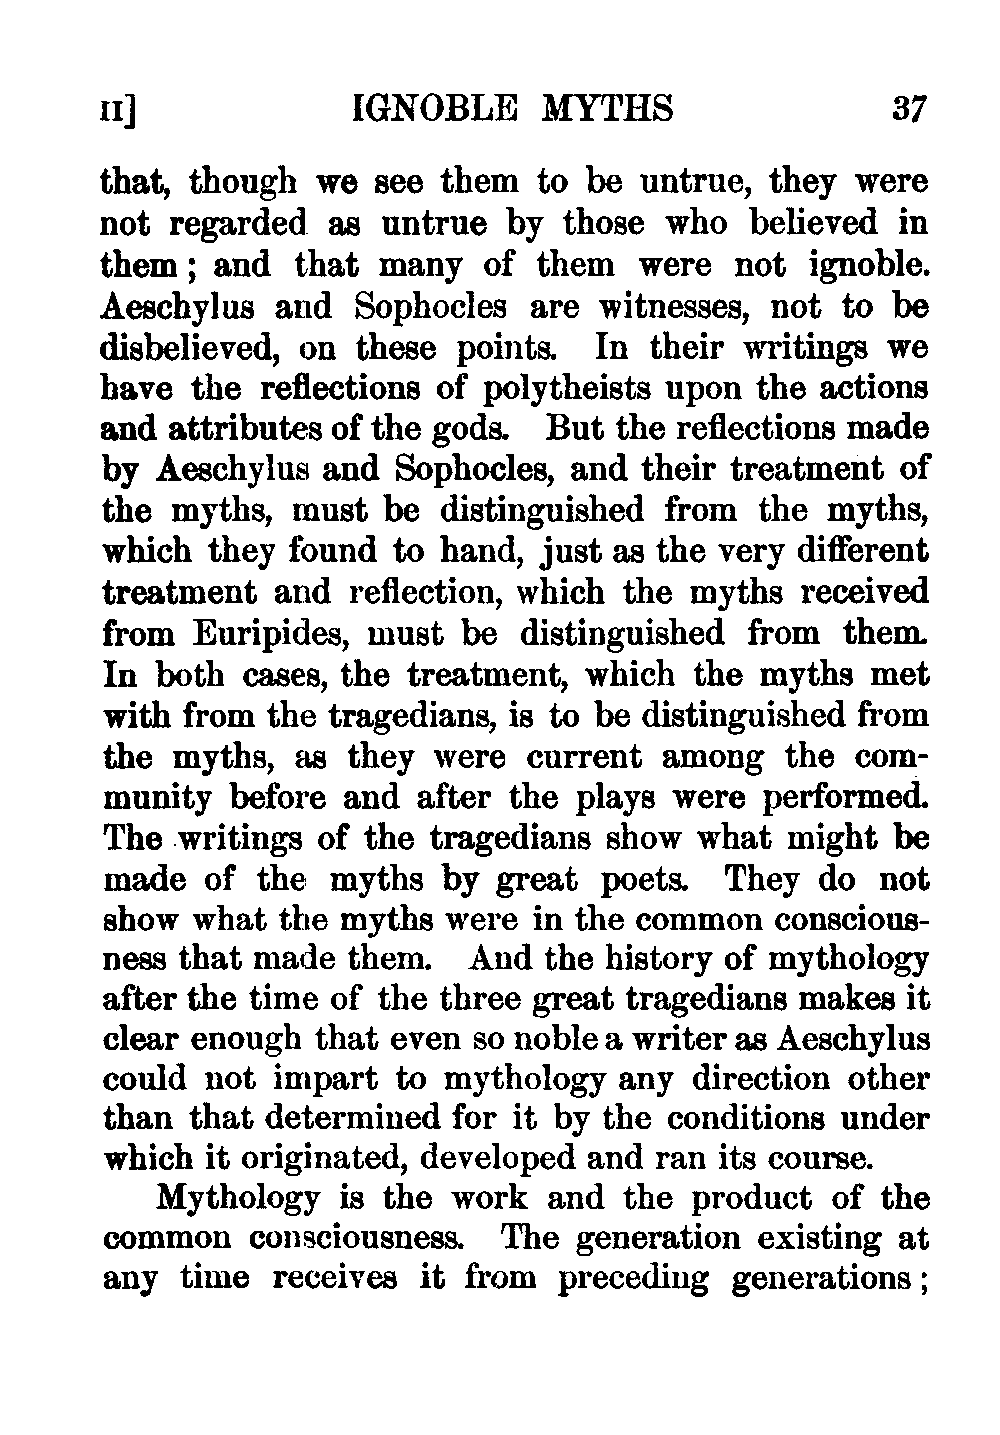 II] IGNOBLE MYTHS 37
that, though we see them to be untrue, they were
not regarded as untrue by those who believed in
them ; and that many of them were not ignoble.
Aeschylus and Sophocles are witnesses, not to be
disbelieved, on these points. In their writings we
have the reflections of polytheists upon the actions
and attributes of the gods. But the reflections made
by Aeschylus and Sophocles, and their treatment of
the myths, must be distinguished from the myths,
which they found to hand, just as the very different
treatment and reflection, which the myths received
from Euripides, must be distinguished from them.
In both cases, the treatment, which the myths met
with from the tragedians, is to be distinguished from
the myths, as they were current among the com-
munity before and after the plays were performed.
The writings of the tragedians show what might be
made of the myths by great poets. They do not
show what the myths were in the common conscious-
ness that made them. And the history of mythology
after the time of the three great tragedians makes it
clear enough that even so noble a writer as Aeschylus
could not impart to mythology any direction other
than that determined for it by the conditions under
which it originated, developed and ran its course.
Mythology is the work and the product of the
common consciousness. The generation existing at
any time receives it from preceding generations ;